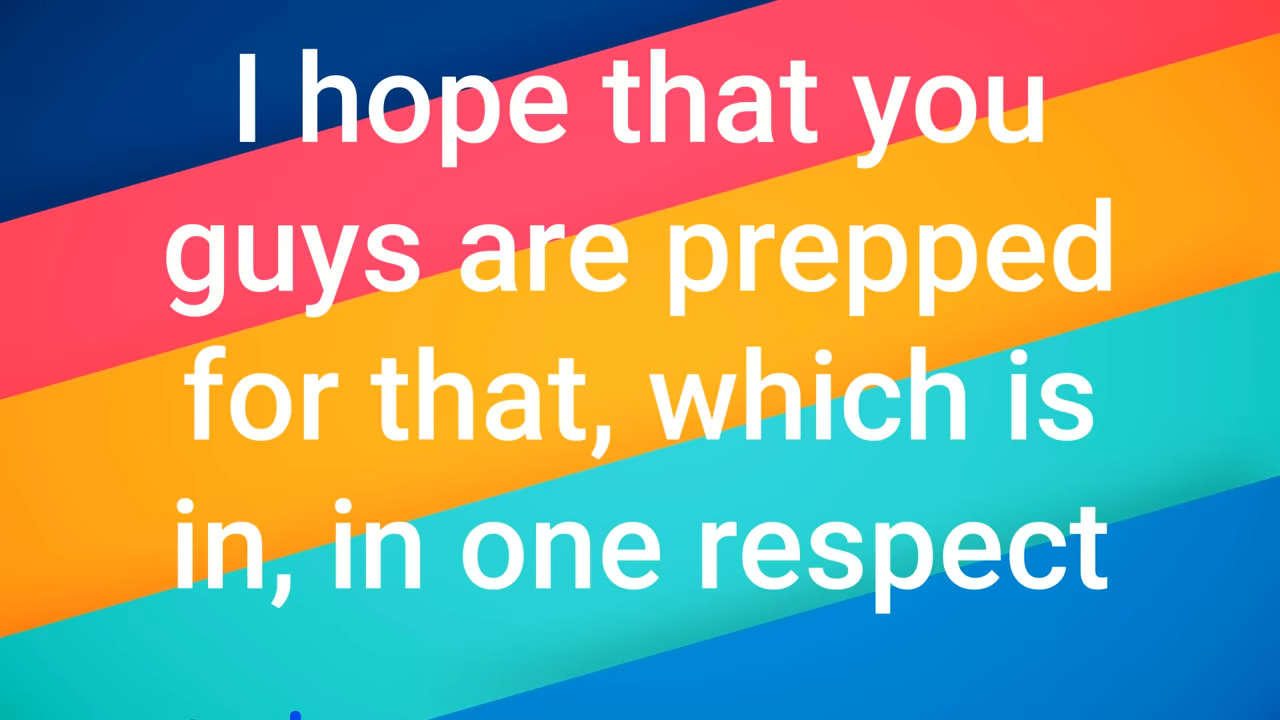 I hope that you
guys are prepped
for that, which is
in, in one respect